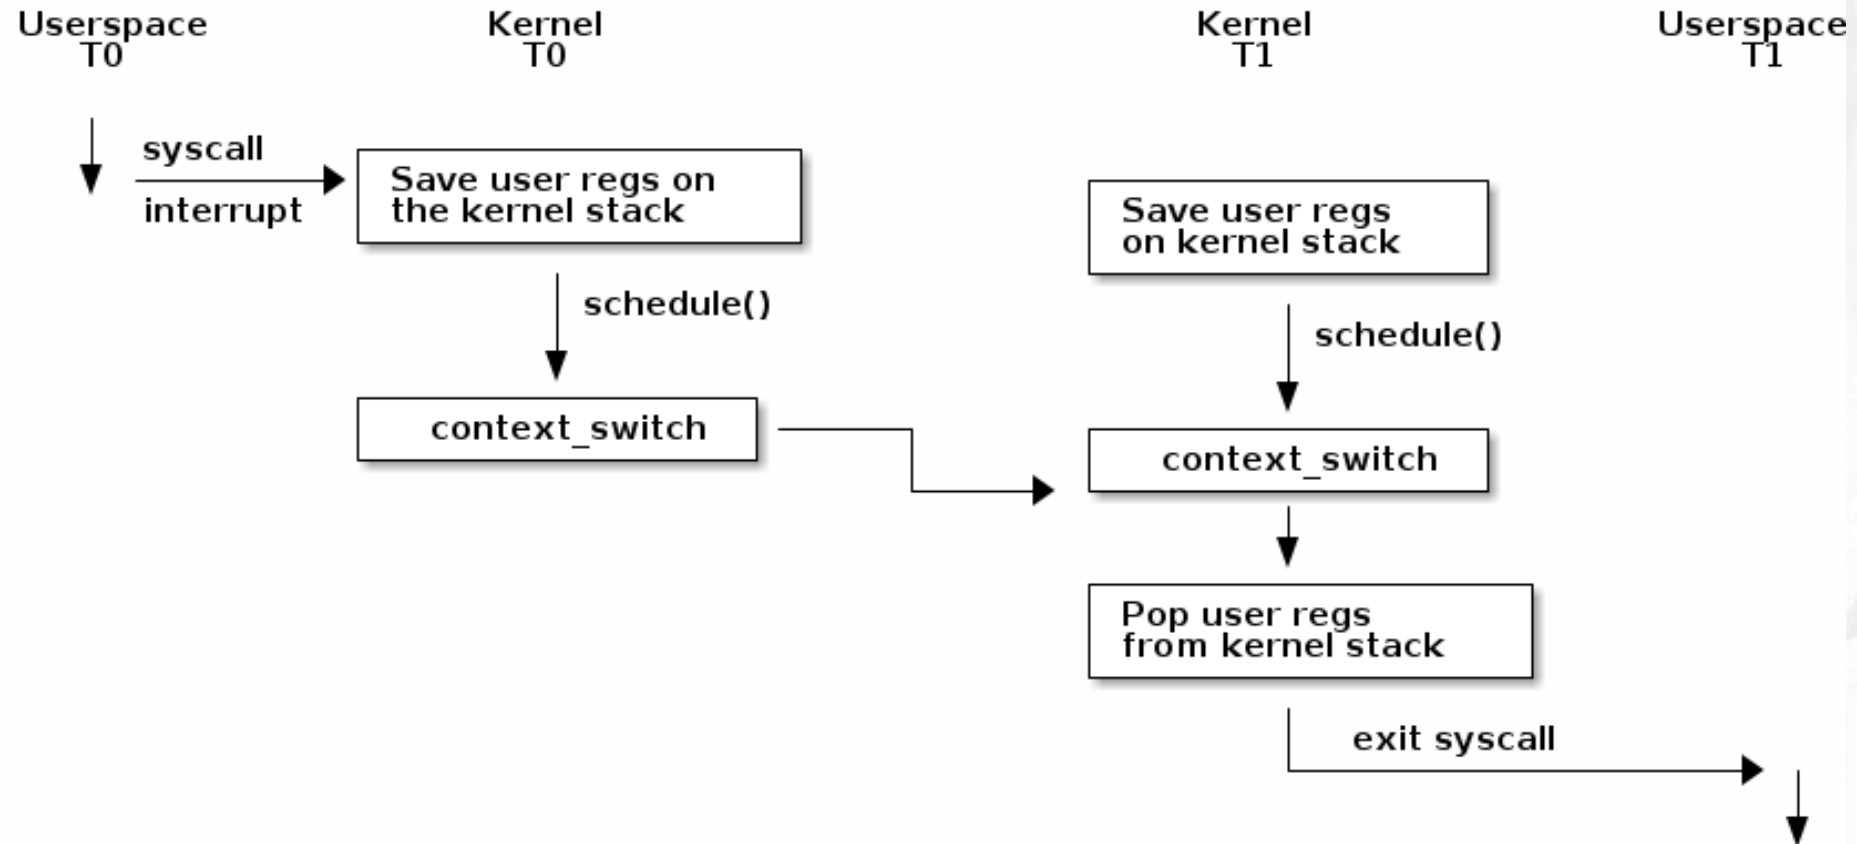 Userspace
T0
Kernel
T0
Kernel
T1
Userspace
T1
syscall
interrupt
Save user regs on
the kernel stack
schedule()
context_switch
Save user regs
on kernel stack
schedule()
context_switch
Pop user regs
from kernel stack
exit syscall